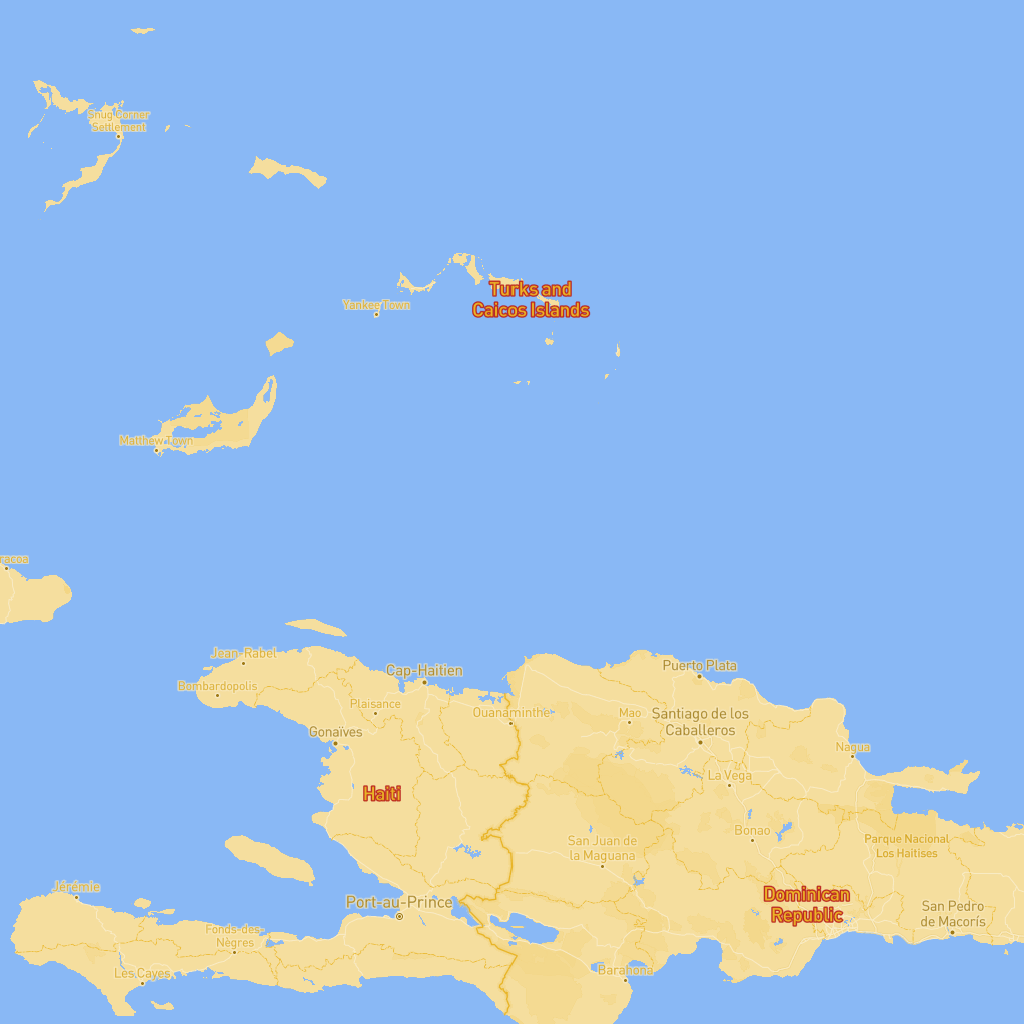 Snug Corner
Settlement
Turks and
Caicos Islands
Yankee Town
Matthew Town
racoa
Jean-Rabel
Cap-Haïtien
Puerto Plata
Bombardopolis
Plaisance
Ouanaminthe
Mao
Santiago de los
Caballeros
Gonaïves
Nagua
La Vega
Haiti
Bonao
San Juan de
la Maguana
Parque Nacional
Los Haitises
Jérémie
Port-au-Prince
Dominican
Republic
San Pedro
de Macorís
Fonds-des-
Nègres
Les Cayes
Barahona